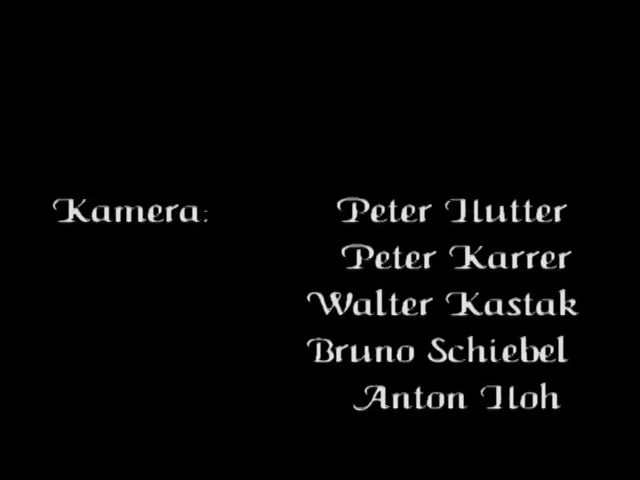 Kamera: Peter Hutter
Peter Karrer
Walter Kastak
Bruno Schiebel
Anton Hoh